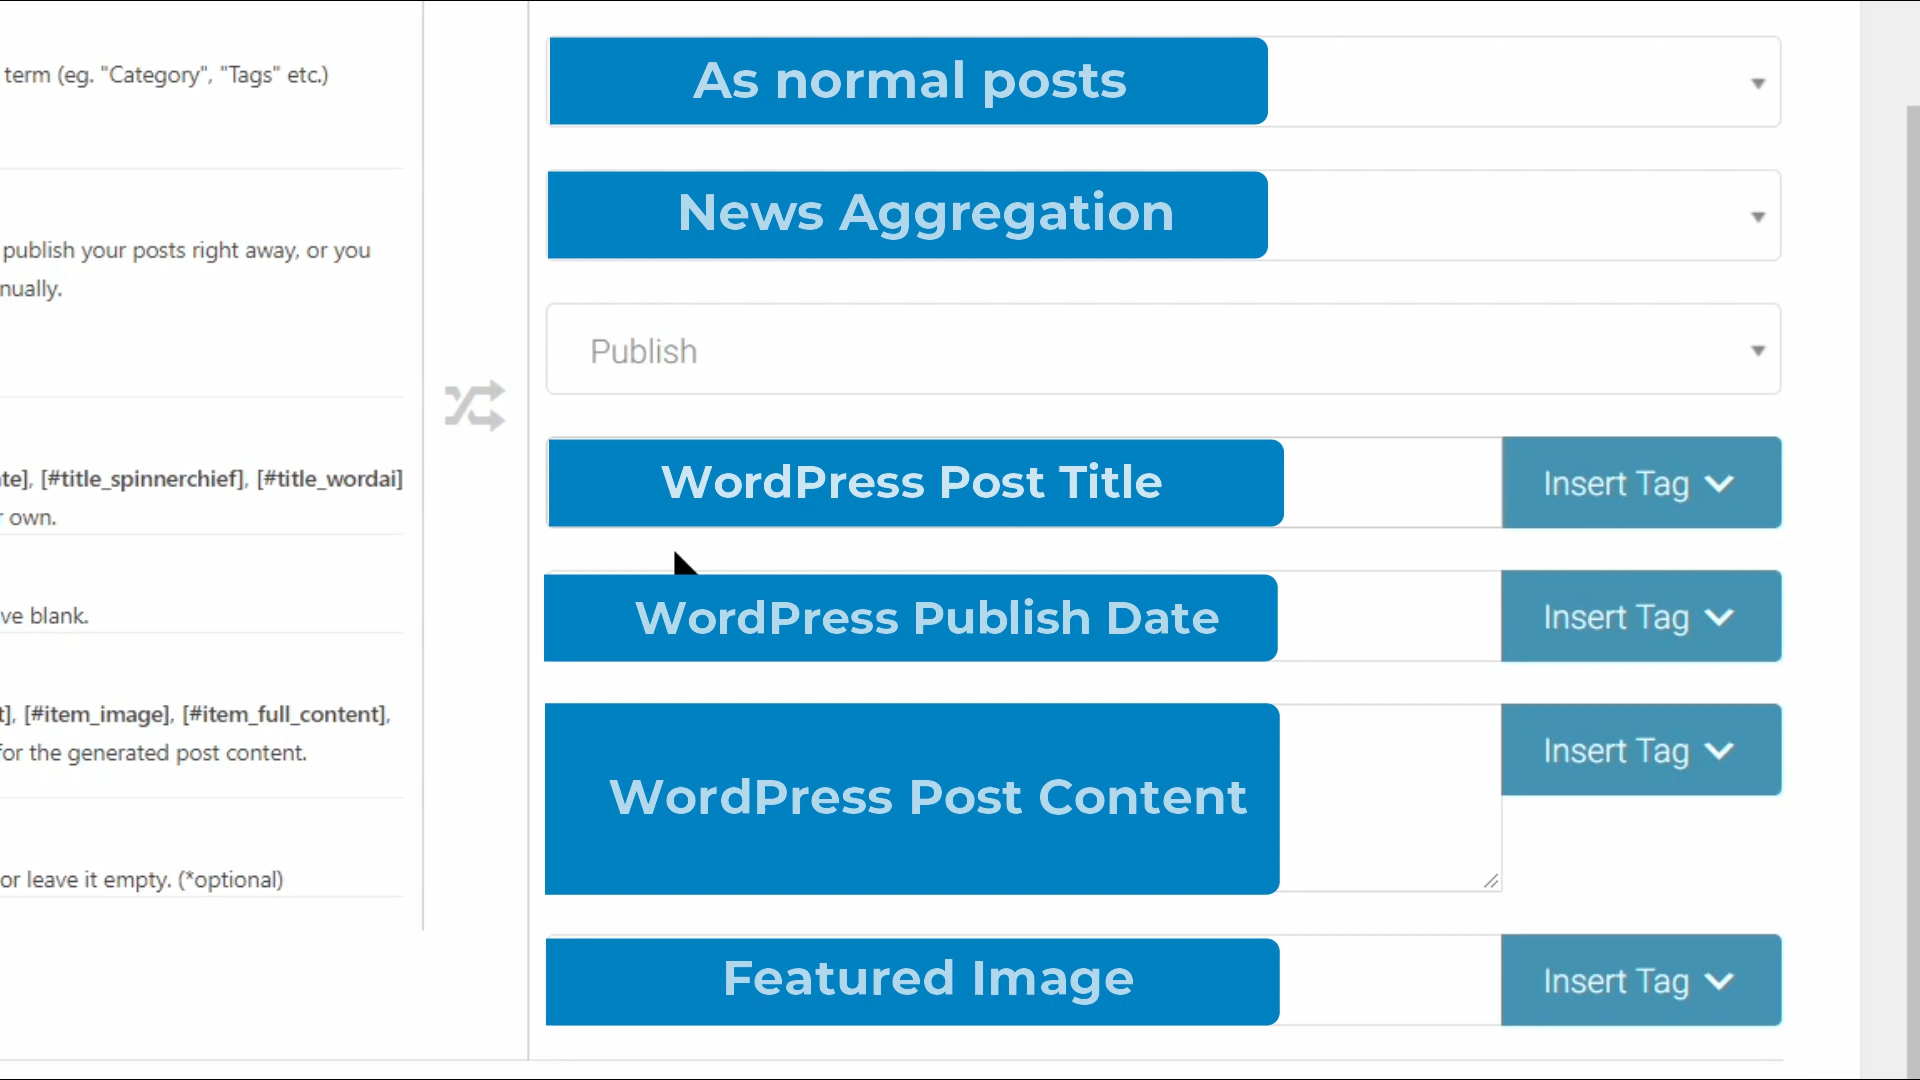 term (eg. "Category", "Tags" etc.)
publish your posts right away, or you
nually.
te], [#title_spinnerchief], [#title_wordai]
own.
ve blank.
t], [#item_image], [#item_full_content],
for the generated post content.
or leave it empty. (*optional)
As normal posts
News Aggregation
Publish
WordPress Post Title
Insert Tag
WordPress Publish Date
Insert Tag
WordPress Post Content
Insert Tag
Featured Image
Insert Tag